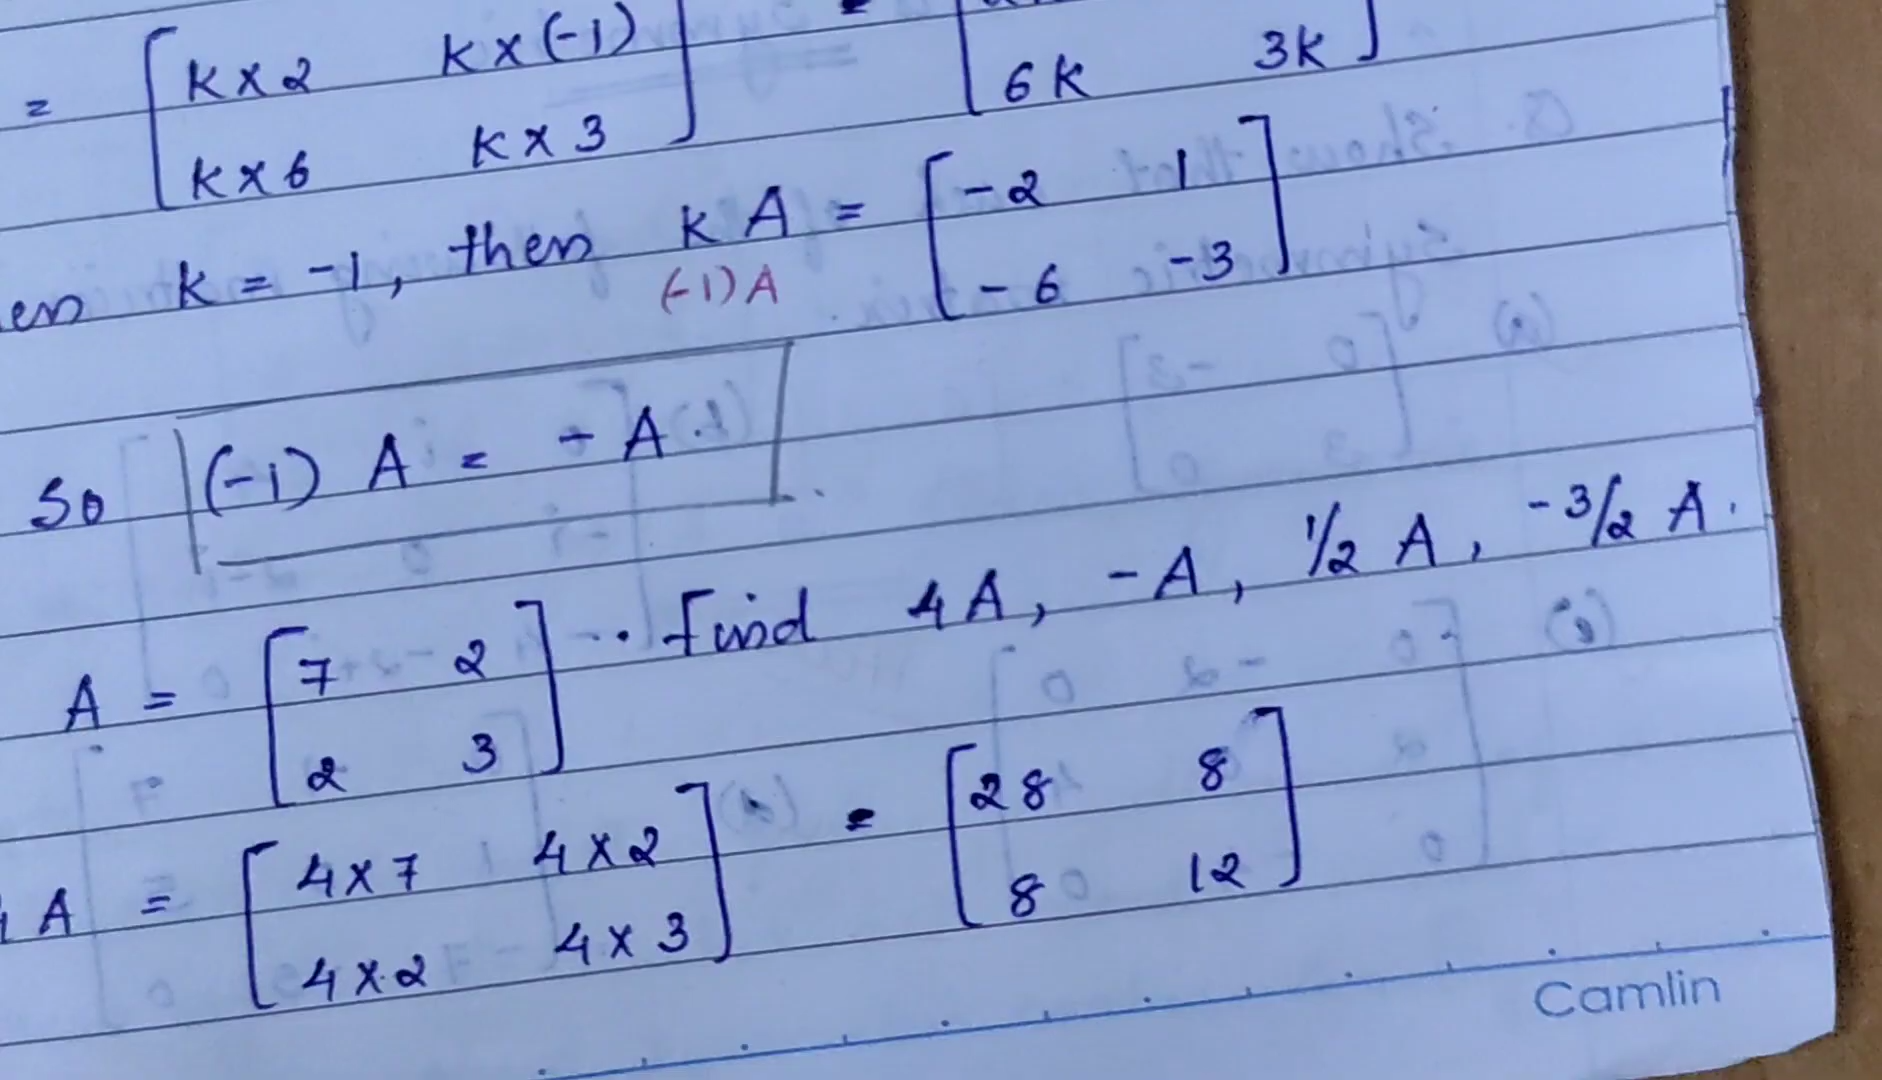 = [ k×2 k×(-1) ] = [
k×6 k×3 6k 3k ]
k = -1, then kA = [ -2 1 ]
(-1)A [ -6 -3 ]
So (-1) A = - A.
A = [ 7 2 ] .. find 4A, -A, 1/2 A, -3/2 A.
[ 2 3 ]
A = [ 4×7 4×2 ] = [ 28 8 ]
[ 4×2 4×3 ] [ 8 12 ]
Camlin